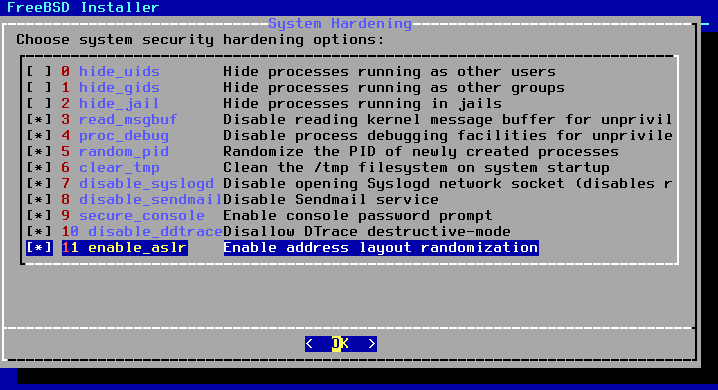 FreeBSD Installer
System Hardening
Choose system security hardening options:
[ ] 0 hide_uids Hide processes running as other users
[ ] 1 hide_gids Hide processes running as other groups
[ ] 2 hide_jail Hide processes running in jails
[*] 3 read_msgbuf Disable reading kernel message buffer for unprivil
[*] 4 proc_debug Disable process debugging facilities for unprivile
[*] 5 random_pid Randomize the PID of newly created processes
[*] 6 clear_tmp Clean the /tmp filesystem on system startup
[*] 7 disable_syslogd Disable opening Syslogd network socket (disables r
[*] 8 disable_sendmail Disable Sendmail service
[*] 9 secure_console Enable console password prompt
[*] 10 disable_ddtrace Disallow DTrace destructive-mode
[*] 11 enable_aslr Enable address layout randomization
< OK >